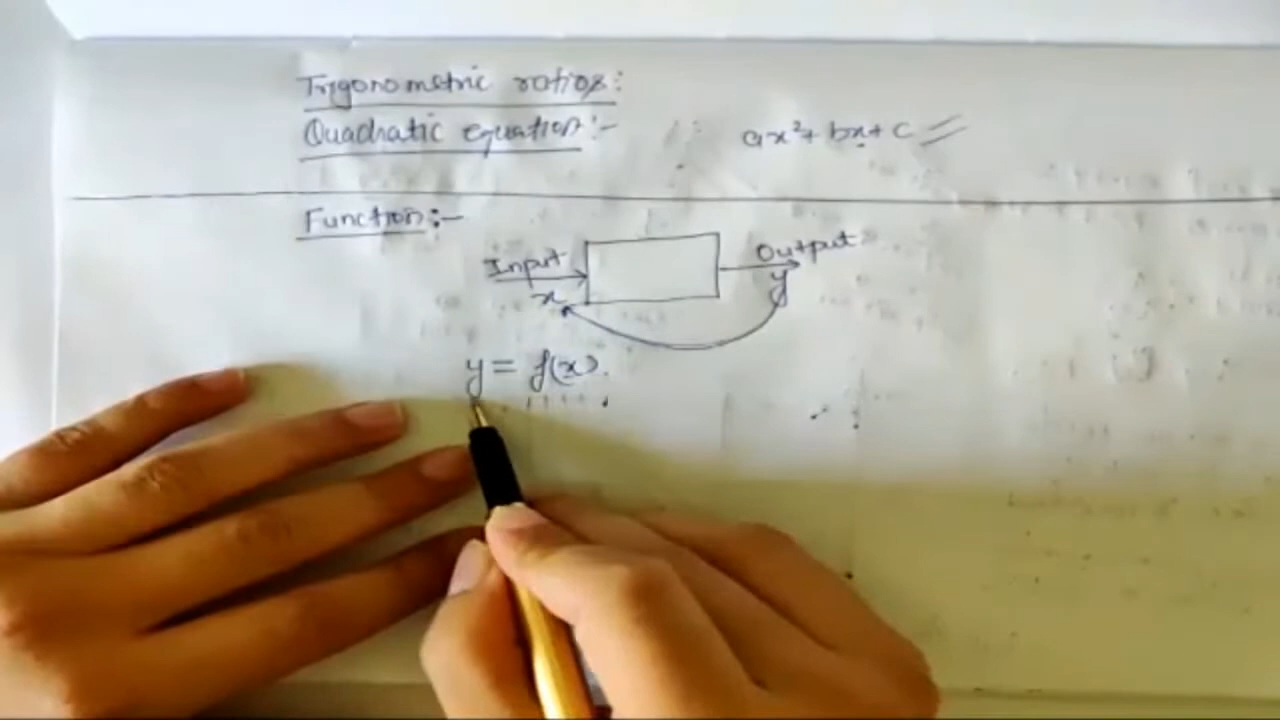 Trigonometric ratios:
Quadratic equation:- ax²+ bx+ c
Function:-
Input Output
x y
y = f(x).